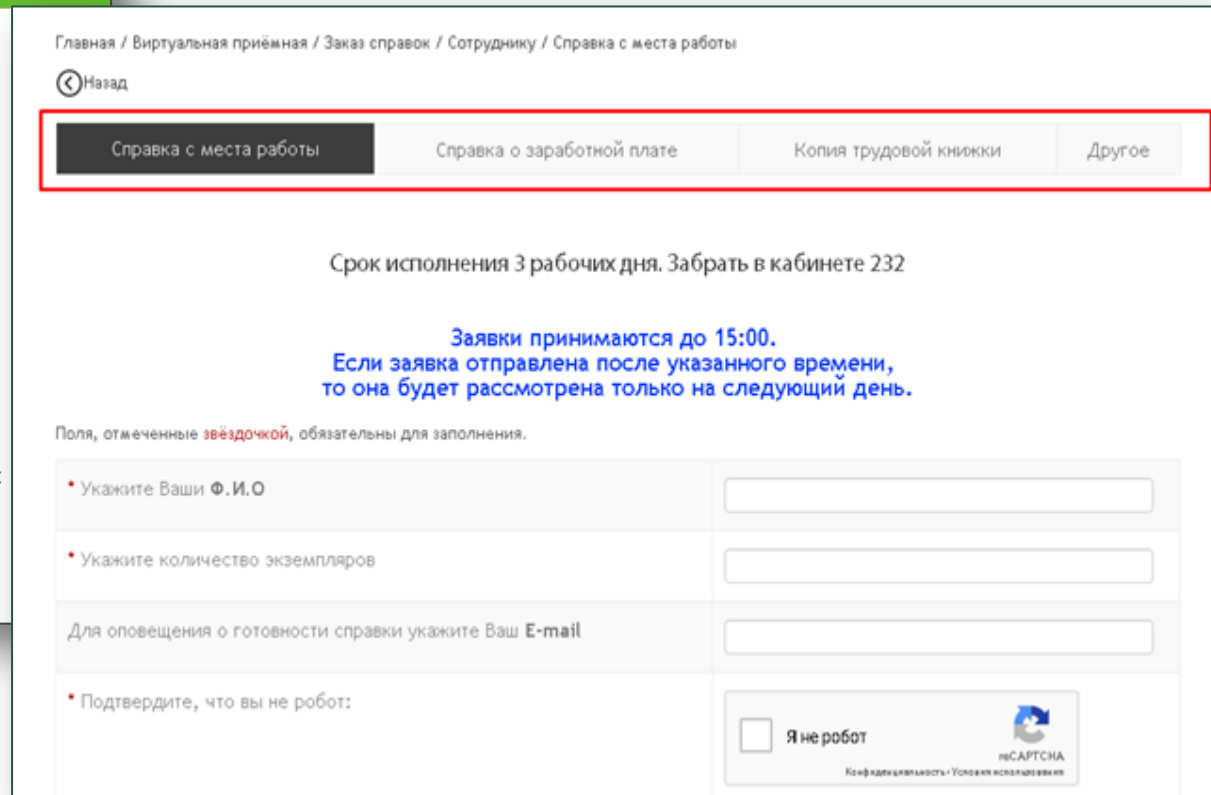 Главная / Виртуальная приёмная / Заказ справок / Сотруднику / Справка с места работы
Назад
Справка с места работы Справка о заработной плате Копия трудовой книжки Другое
Срок исполнения 3 рабочих дня. Забрать в кабинете 232
Заявки принимаются до 15:00.
Если заявка отправлена после указанного времени,
то она будет рассмотрена только на следующий день.
Поля, отмеченные звёздочкой, обязательны для заполнения.
* Укажите Ваши Ф.И.О
* Укажите количество экземпляров
Для оповещения о готовности справки укажите Ваш E-mail
* Подтвердите, что вы не робот:
Я не робот
reCAPTCHA
Конфиденциальность • Условия использования